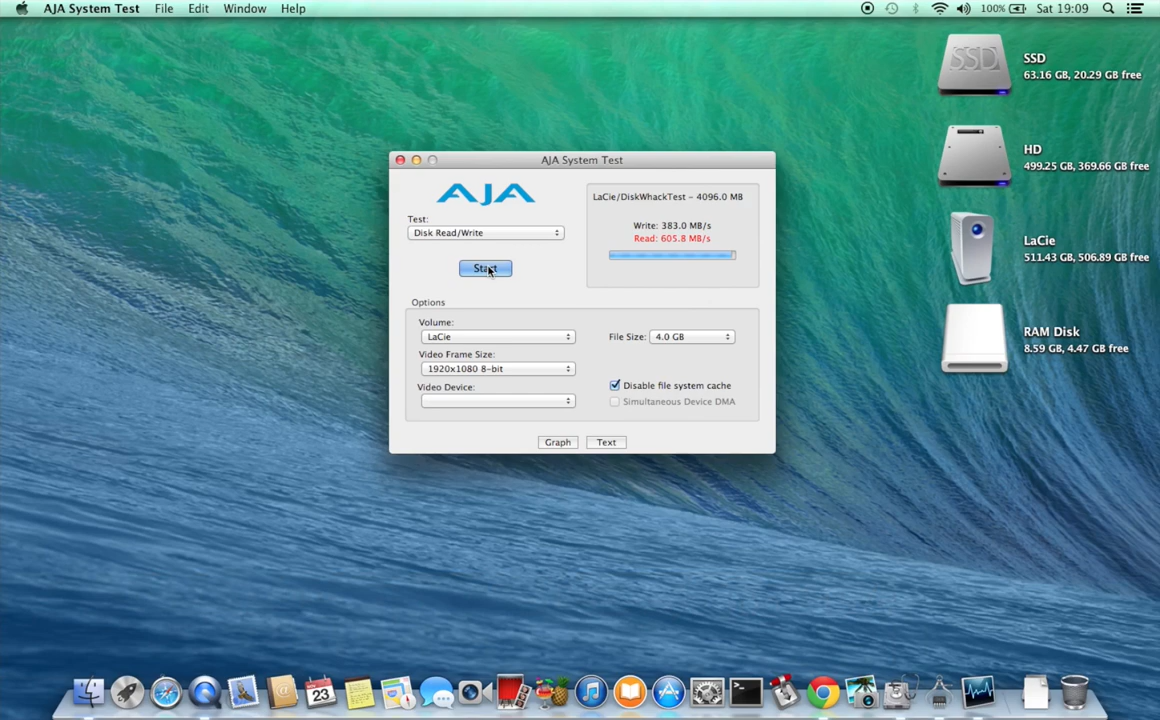 AJA System Test File Edit Window Help 100% Sat 19:09
SSD
SSD
63.16 GB, 20.29 GB free
HD
499.25 GB, 369.66 GB free
LaCie
511.43 GB, 506.89 GB free
RAM Disk
8.59 GB, 4.47 GB free
AJA System Test
AJA
Test:
Disk Read/Write
Start
LaCie/DiskWhackTest - 4096.0 MB
Write: 383.0 MB/s
Read: 605.8 MB/s
Options
Volume:
LaCie
File Size: 4.0 GB
Video Frame Size:
1920x1080 8-bit
Video Device:
Disable file system cache
Simultaneous Device DMA
Graph Text
23